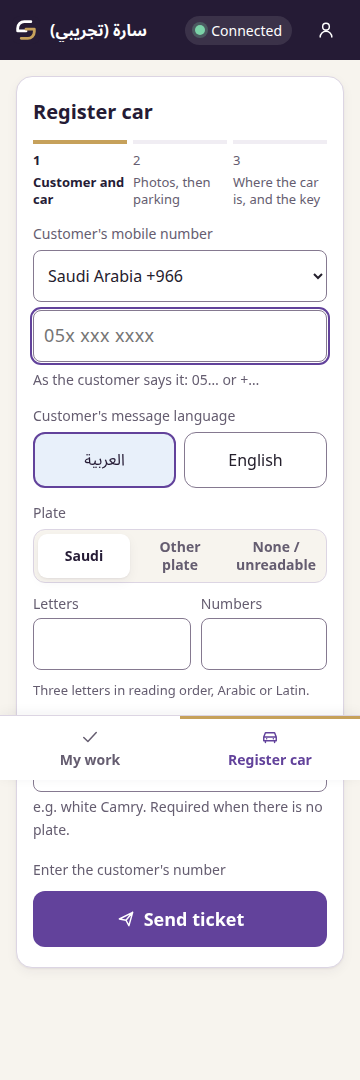 سارة (تجريبي)
Connected
Register car
1
Customer and car
2
Photos, then parking
3
Where the car is, and the key
Customer's mobile number
Saudi Arabia +966
05x xxx xxxx
As the customer says it: 05… or +…
Customer's message language
العربية
English
Plate
Saudi
Other plate
None / unreadable
Letters
Numbers
Three letters in reading order, Arabic or Latin.
My work
Register car
e.g. white Camry. Required when there is no
plate.
Enter the customer's number
Send ticket